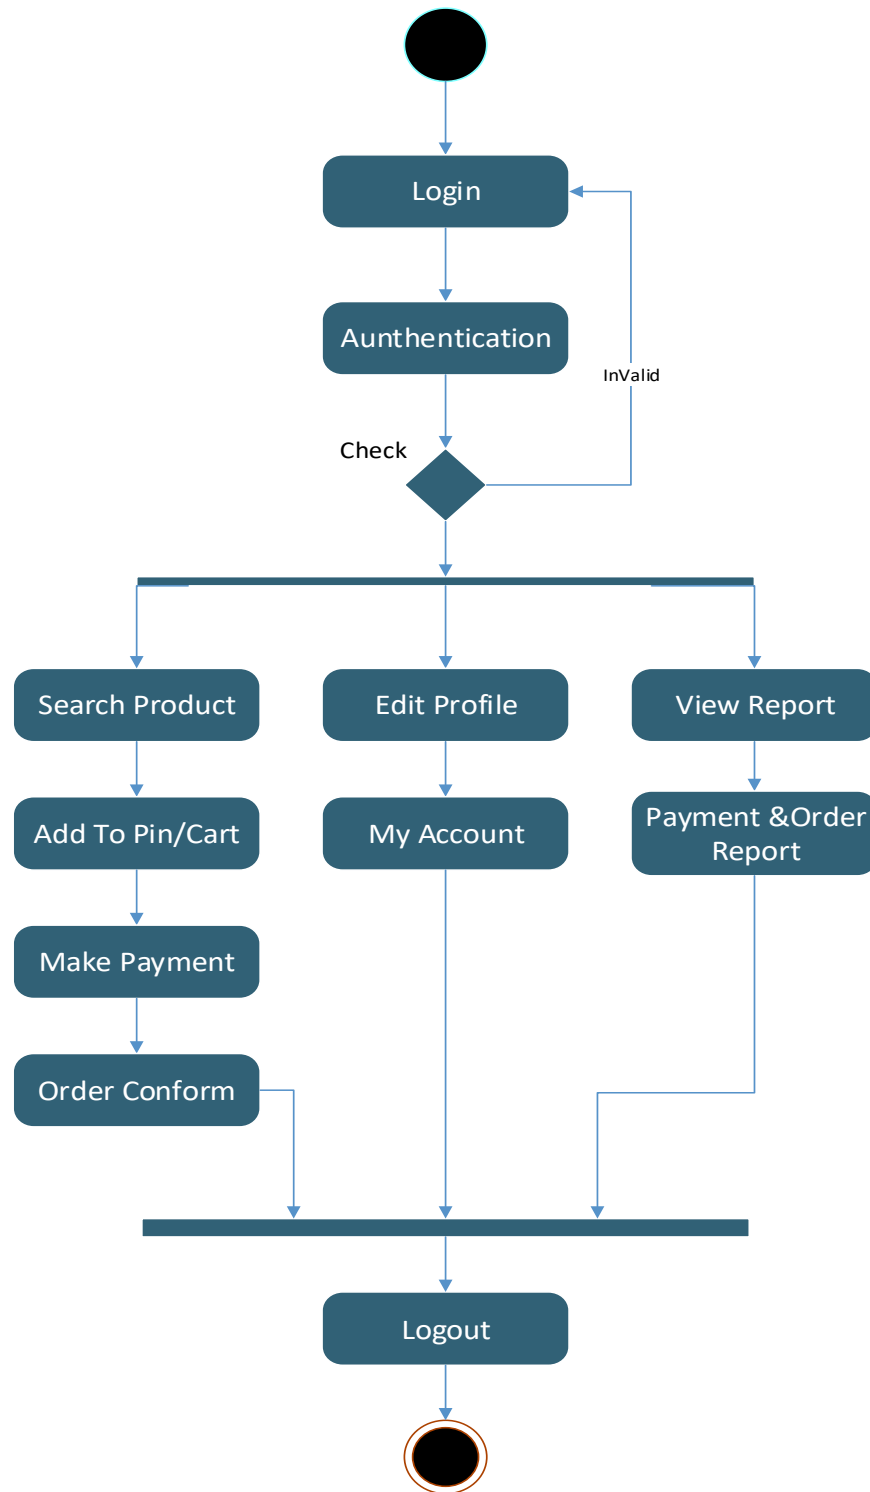 Login
Aunthentication
InValid
Check
Search Product
Edit Profile
View Report
Add To Pin/Cart
My Account
Payment &Order
Report
Make Payment
Order Conform
Logout